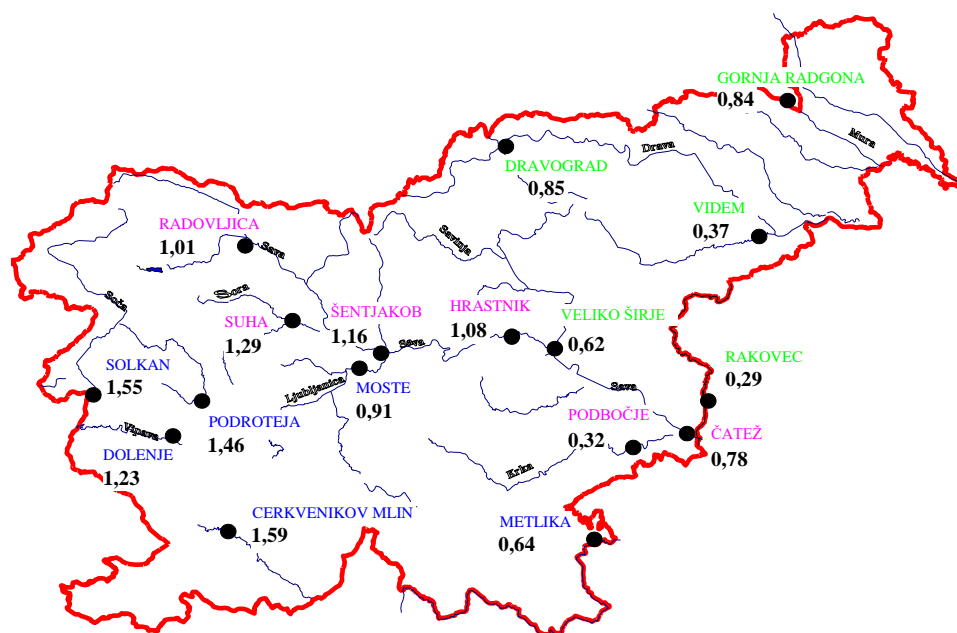 GORNJA RADGONA
0,84
Mura
Drava
DRAVOGRAD
0,85
VIDEM
0,37
RADOVLJICA
1,01
Sava
Savinja
Soča
Sora
SUHA
1,29
ŠENTJAKOB
1,16
Sava
HRASTNIK
1,08
VELIKO ŠIRJE
0,62
SOLKAN
1,55
Ljubljanica
MOSTE
0,91
Sava
RAKOVEC
0,29
PODROTEJA
1,46
Vipava
DOLENJE
1,23
PODBOČJE
0,32
ČATEŽ
0,78
Krka
CERKVENIKOV MLIN
1,59
METLIKA
0,64